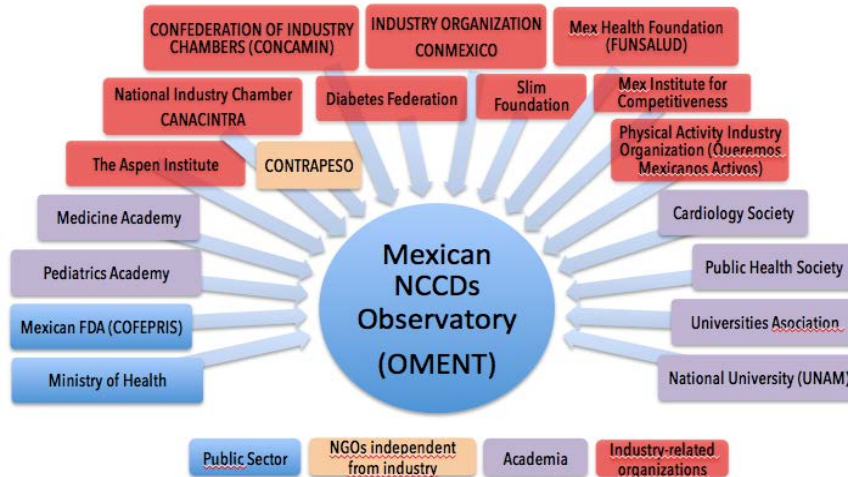 CONFEDERATION OF INDUSTRY
CHAMBERS (CONCAMIN)
INDUSTRY ORGANIZATION
CONMEXICO
Mex Health Foundation
(FUNSALUD)
National Industry Chamber
CANACINTRA
Diabetes Federation
Slim
Foundation
Mex Institute for
Competitiveness
The Aspen Institute
CONTRAPESO
Physical Activity Industry
Organization (Queremos
Mexicanos Activos)
Medicine Academy
Cardiology Society
Pediatrics Academy
Public Health Society
Mexican FDA (COFEPRIS)
Universities Asociation
Ministry of Health
National University (UNAM)
Mexican
NCCDs
Observatory
(OMENT)
Public Sector
NGOs independent
from industry
Academia
Industry-related
organizations